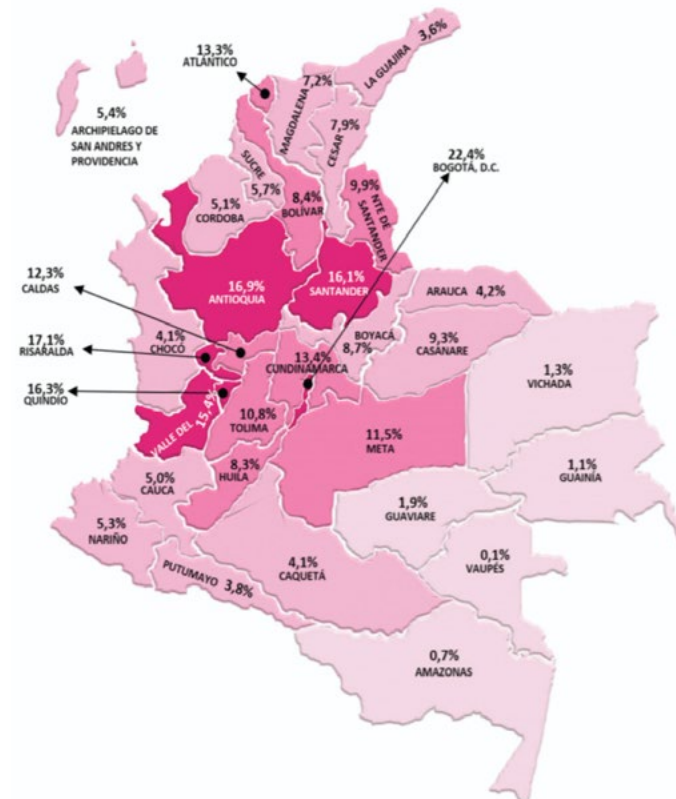 3,6%
LA GUAJIRA
13,3%
ATLÁNTICO
7,2%
MAGDALENA
5,4%
ARCHIPIELAGO DE
SAN ANDRES Y
PROVIDENCIA
7,9%
CESAR
22,4%
BOGOTÁ, D.C.
SUCRE
5,7%
9,9%
NTE DE
SANTANDER
5,1%
CORDOBA
8,4%
BOLÍVAR
12,3%
CALDAS
16,9%
ANTIOQUIA
16,1%
SANTANDER
ARAUCA 4,2%
17,1%
RISARALDA
4,1%
CHOCÓ
BOYACÁ
8,7%
9,3%
CASANARE
13,4%
CUNDINAMARCA
1,3%
VICHADA
16,3%
QUINDIO
VALLE DEL
15,4%
10,8%
TOLIMA
11,5%
META
5,0%
CAUCA
8,3%
HUILA
1,1%
GUAINÍA
1,9%
GUAVIARE
5,3%
NARIÑO
4,1%
CAQUETÁ
0,1%
VAUPÉS
PUTUMAYO 3,8%
0,7%
AMAZONAS